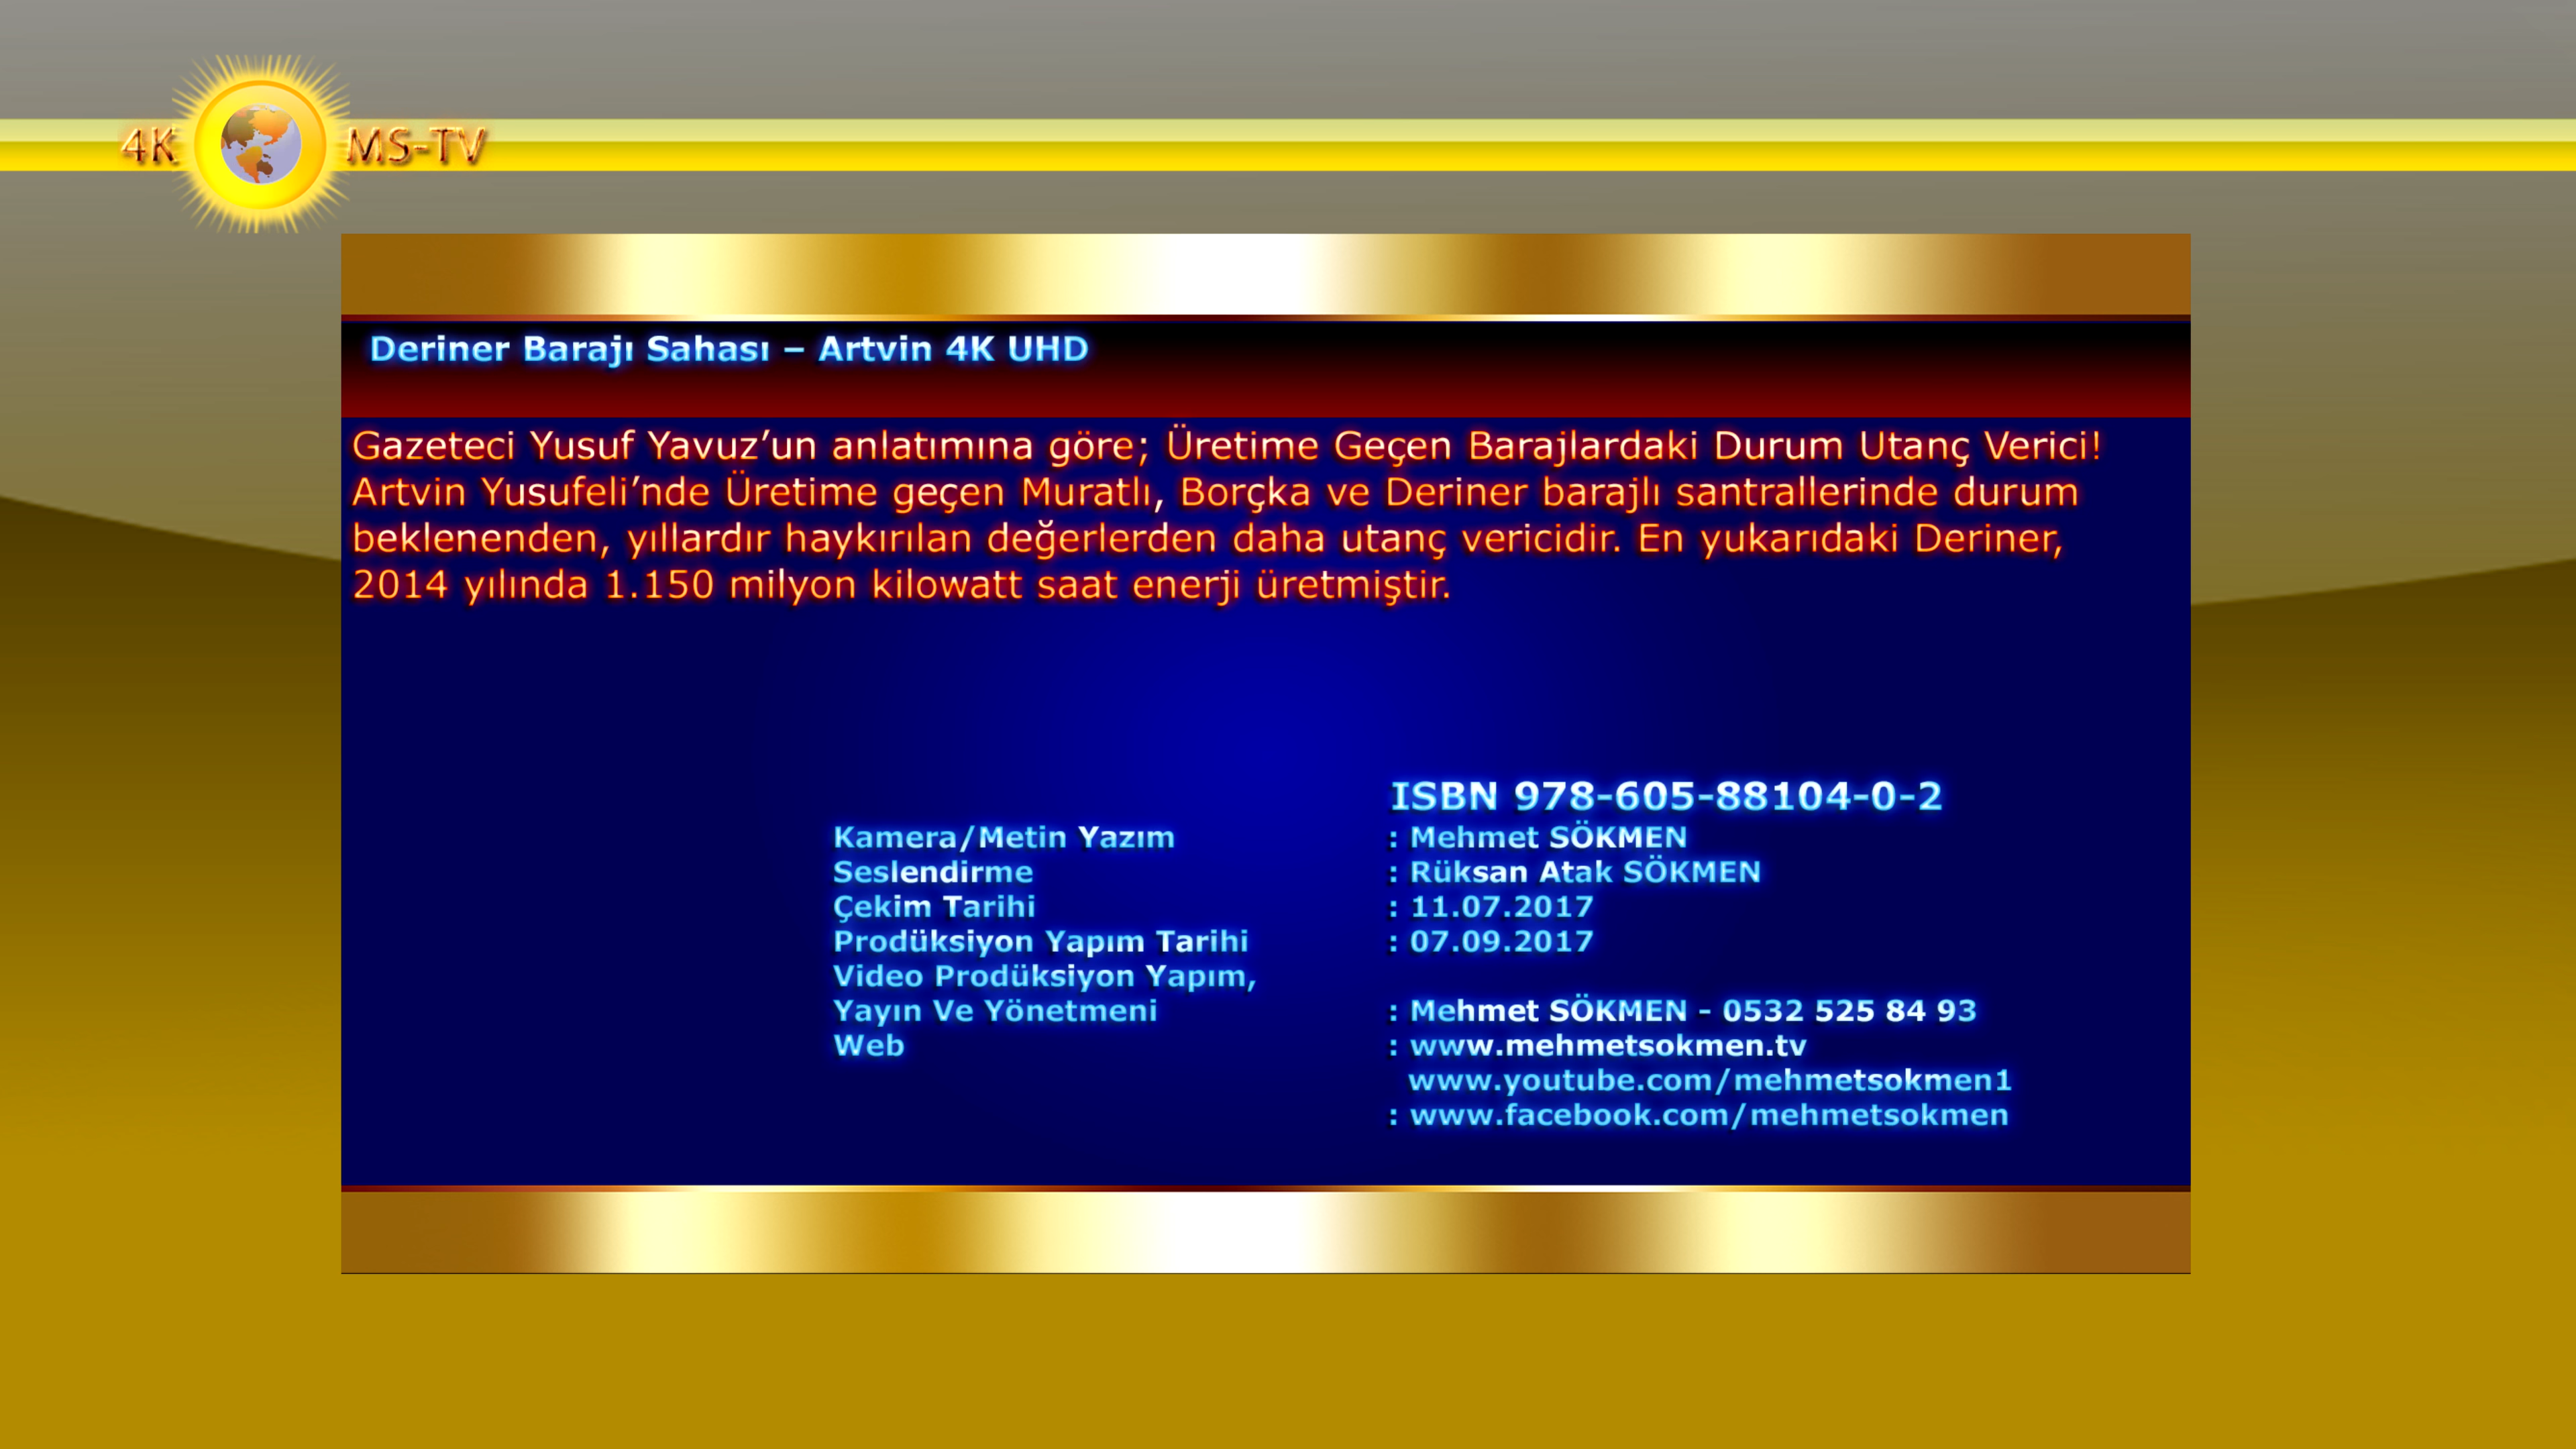 4K MS-TV
Deriner Barajı Sahası – Artvin 4K UHD
Gazeteci Yusuf Yavuz’un anlatımına göre; Üretime Geçen Barajlardaki Durum Utanç Verici!
Artvin Yusufeli’nde Üretime geçen Muratlı, Borçka ve Deriner barajlı santrallerinde durum
beklenenden, yıllardır haykırılan değerlerden daha utanç vericidir. En yukarıdaki Deriner,
2014 yılında 1.150 milyon kilowatt saat enerji üretmiştir.
ISBN 978-605-88104-0-2
Kamera/Metin Yazım : Mehmet SÖKMEN
Seslendirme : Rüksan Atak SÖKMEN
Çekim Tarihi : 11.07.2017
Prodüksiyon Yapım Tarihi : 07.09.2017
Video Prodüksiyon Yapım,
Yayın Ve Yönetmeni : Mehmet SÖKMEN - 0532 525 84 93
Web : www.mehmetsokmen.tv
www.youtube.com/mehmetsokmen1
: www.facebook.com/mehmetsokmen